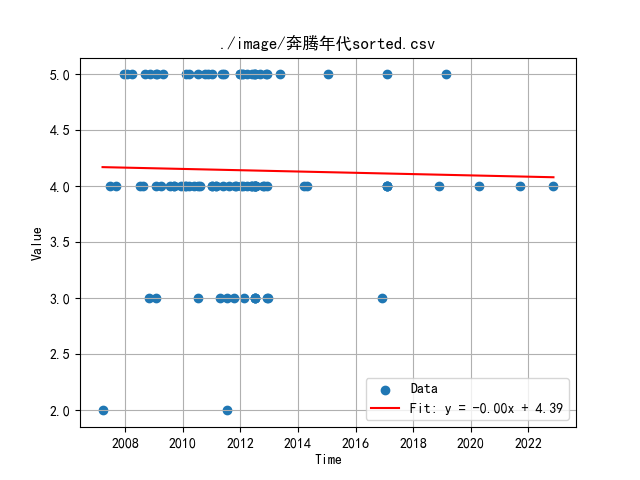 ./image/奔腾年代sorted.csv
5.0
4.5
4.0
3.5
3.0
2.5
2.0
Value
Data
Fit: y = -0.00x + 4.39
2008 2010 2012 2014 2016 2018 2020 2022
Time